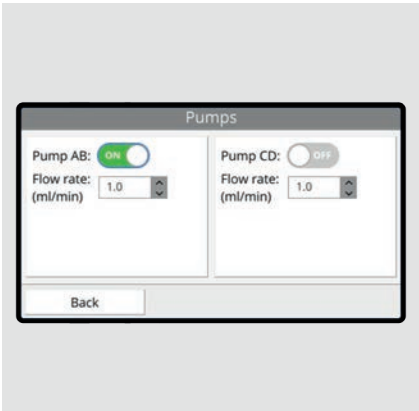 Pumps
Pump AB: ON
Flow rate: 1.0
(ml/min)
Pump CD: OFF
Flow rate: 1.0
(ml/min)
Back